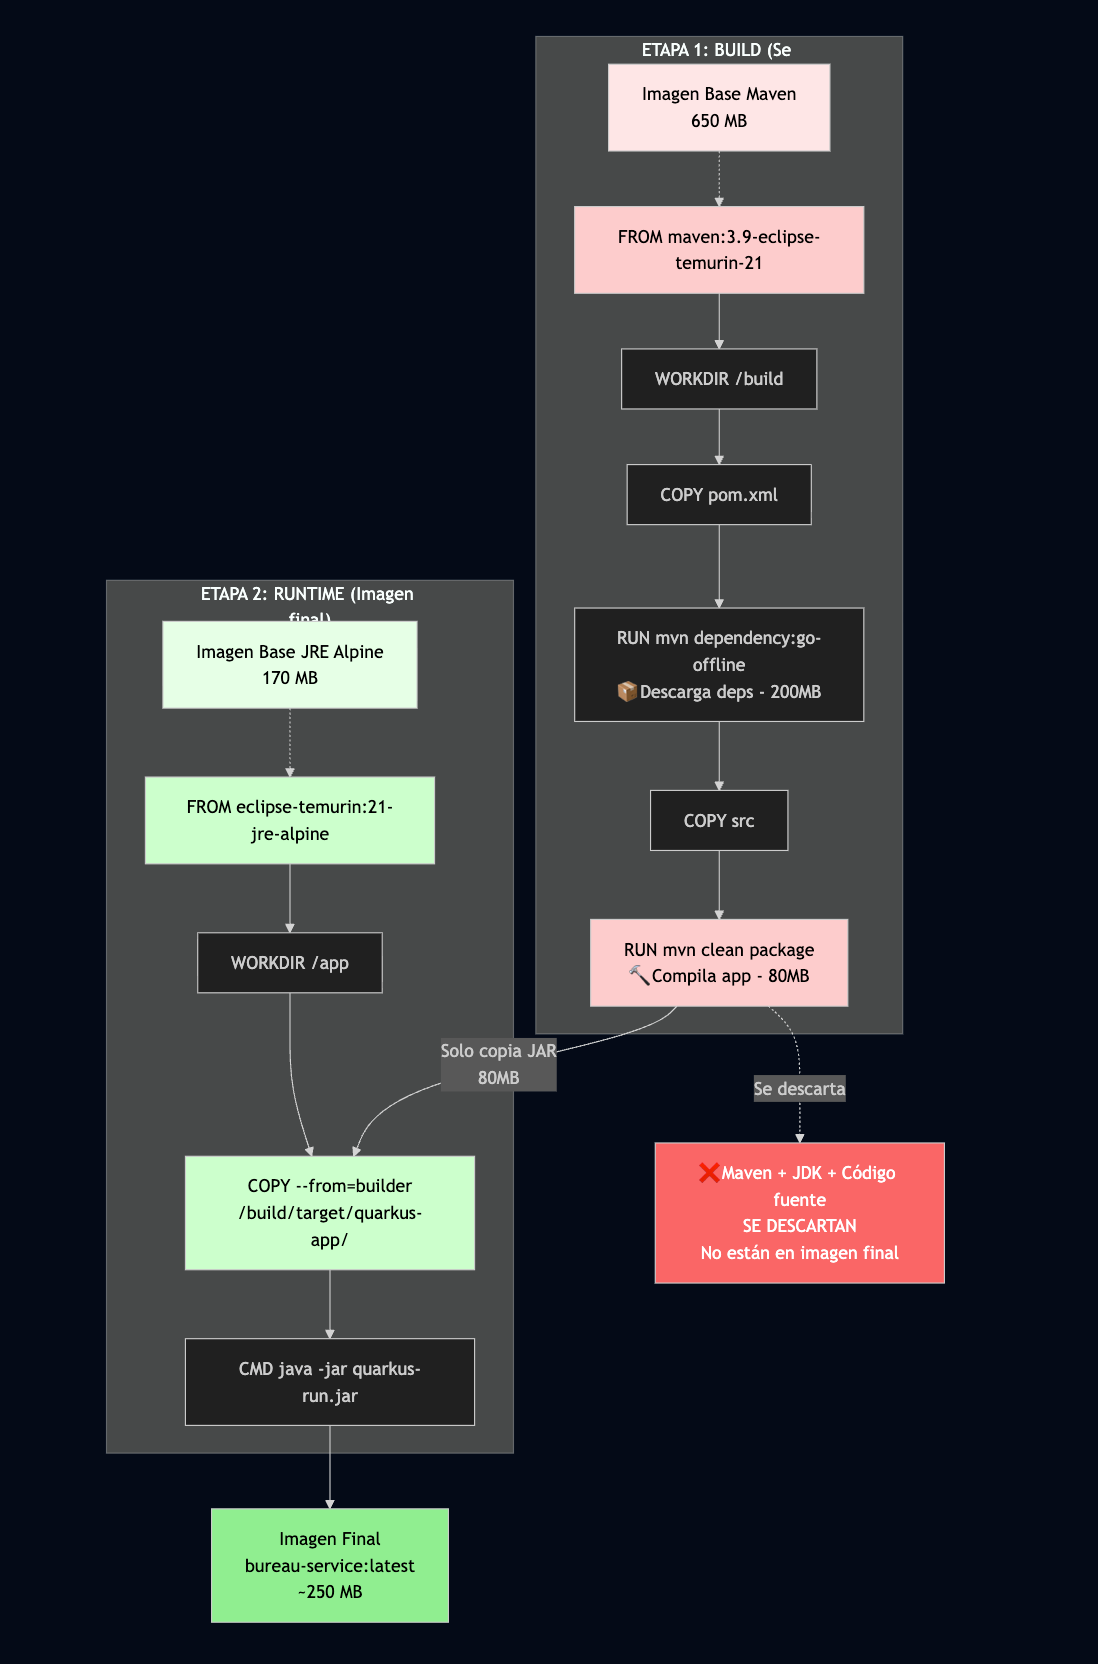 ETAPA 1: BUILD (Se
Imagen Base Maven
650 MB
FROM maven:3.9-eclipse-
temurin-21
WORKDIR /build
COPY pom.xml
RUN mvn dependency:go-
offline
📦Descarga deps - 200MB
COPY src
RUN mvn clean package
🔨Compila app - 80MB
ETAPA 2: RUNTIME (Imagen
final)
Imagen Base JRE Alpine
170 MB
FROM eclipse-temurin:21-
jre-alpine
WORKDIR /app
Solo copia JAR
80MB
Se descarta
COPY --from=builder
/build/target/quarkus-
app/
❌Maven + JDK + Código
fuente
SE DESCARTAN
No están en imagen final
CMD java -jar quarkus-
run.jar
Imagen Final
bureau-service:latest
~250 MB